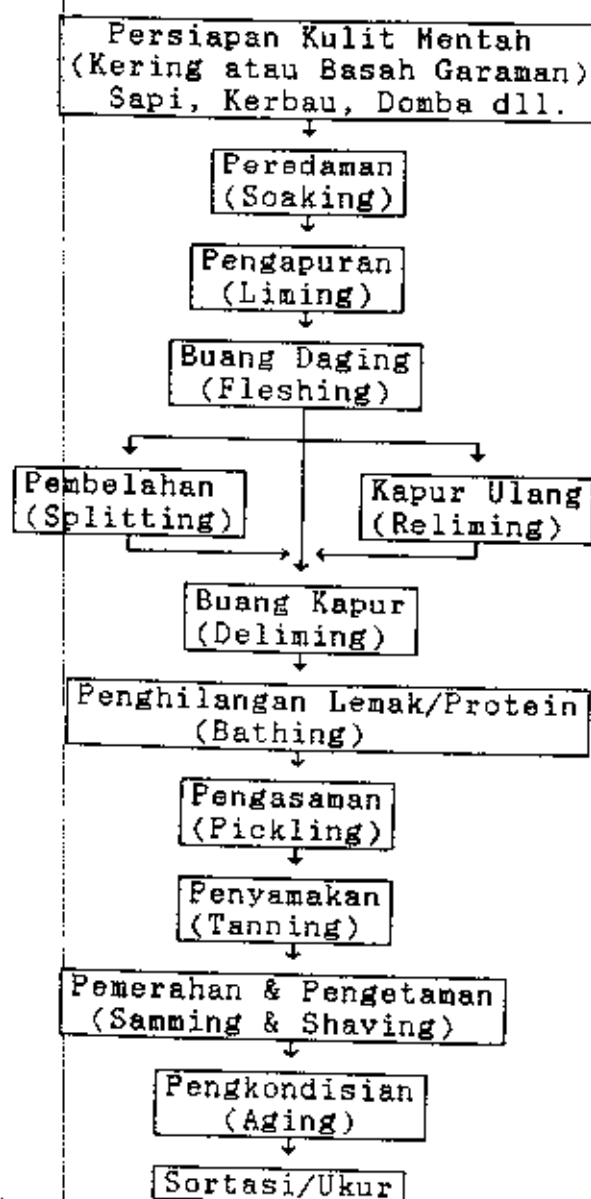 Persiapan Kulit Mentah
(Kering atau Basah Garaman)
Sapi, Kerbau, Domba dll.
Peredaman
(Soaking)
Pengapuran
(Liming)
Buang Daging
(Fleshing)
Pembelahan
(Splitting)
Kapur Ulang
(Reliming)
Buang Kapur
(Deliming)
Penghilangan Lemak/Protein
(Bathing)
Pengasaman
(Pickling)
Penyamakan
(Tanning)
Pemerahan & Pengetaman
(Samming & Shaving)
Pengkondisian
(Aging)
Sortasi/Ukur